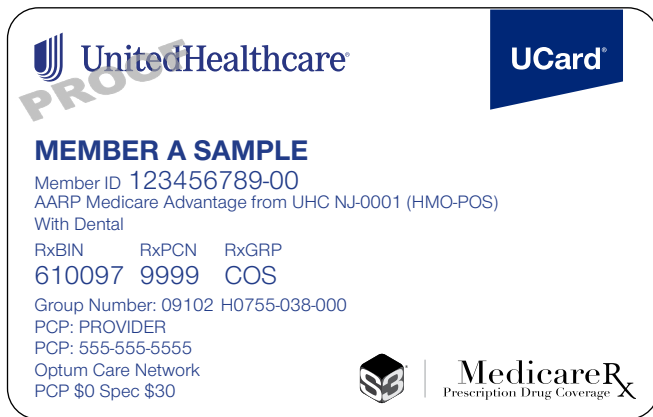 UnitedHealthcare®
UCard®
PROOF
MEMBER A SAMPLE
Member ID 123456789-00
AARP Medicare Advantage from UHC NJ-0001 (HMO-POS)
With Dental
RxBIN RxPCN RxGRP
610097 9999 COS
Group Number: 09102 H0755-038-000
PCP: PROVIDER
PCP: 555-555-5555
Optum Care Network
PCP $0 Spec $30
S3
MedicareRx
Prescription Drug Coverage